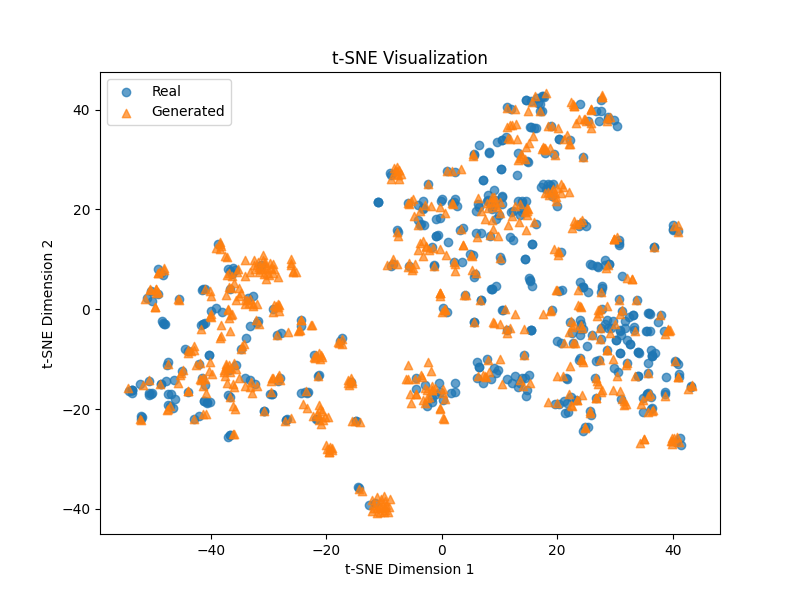 t-SNE Visualization
Real
Generated
40
20
0
−20
−40
t-SNE Dimension 2
−40
−20
0
20
40
t-SNE Dimension 1